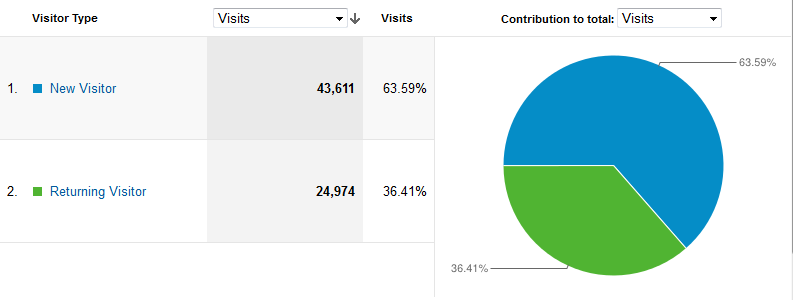 Visitor Type Visits Visits Contribution to total: Visits
63.59%
1. New Visitor 43,611 63.59%
2. Returning Visitor 24,974 36.41%
36.41%